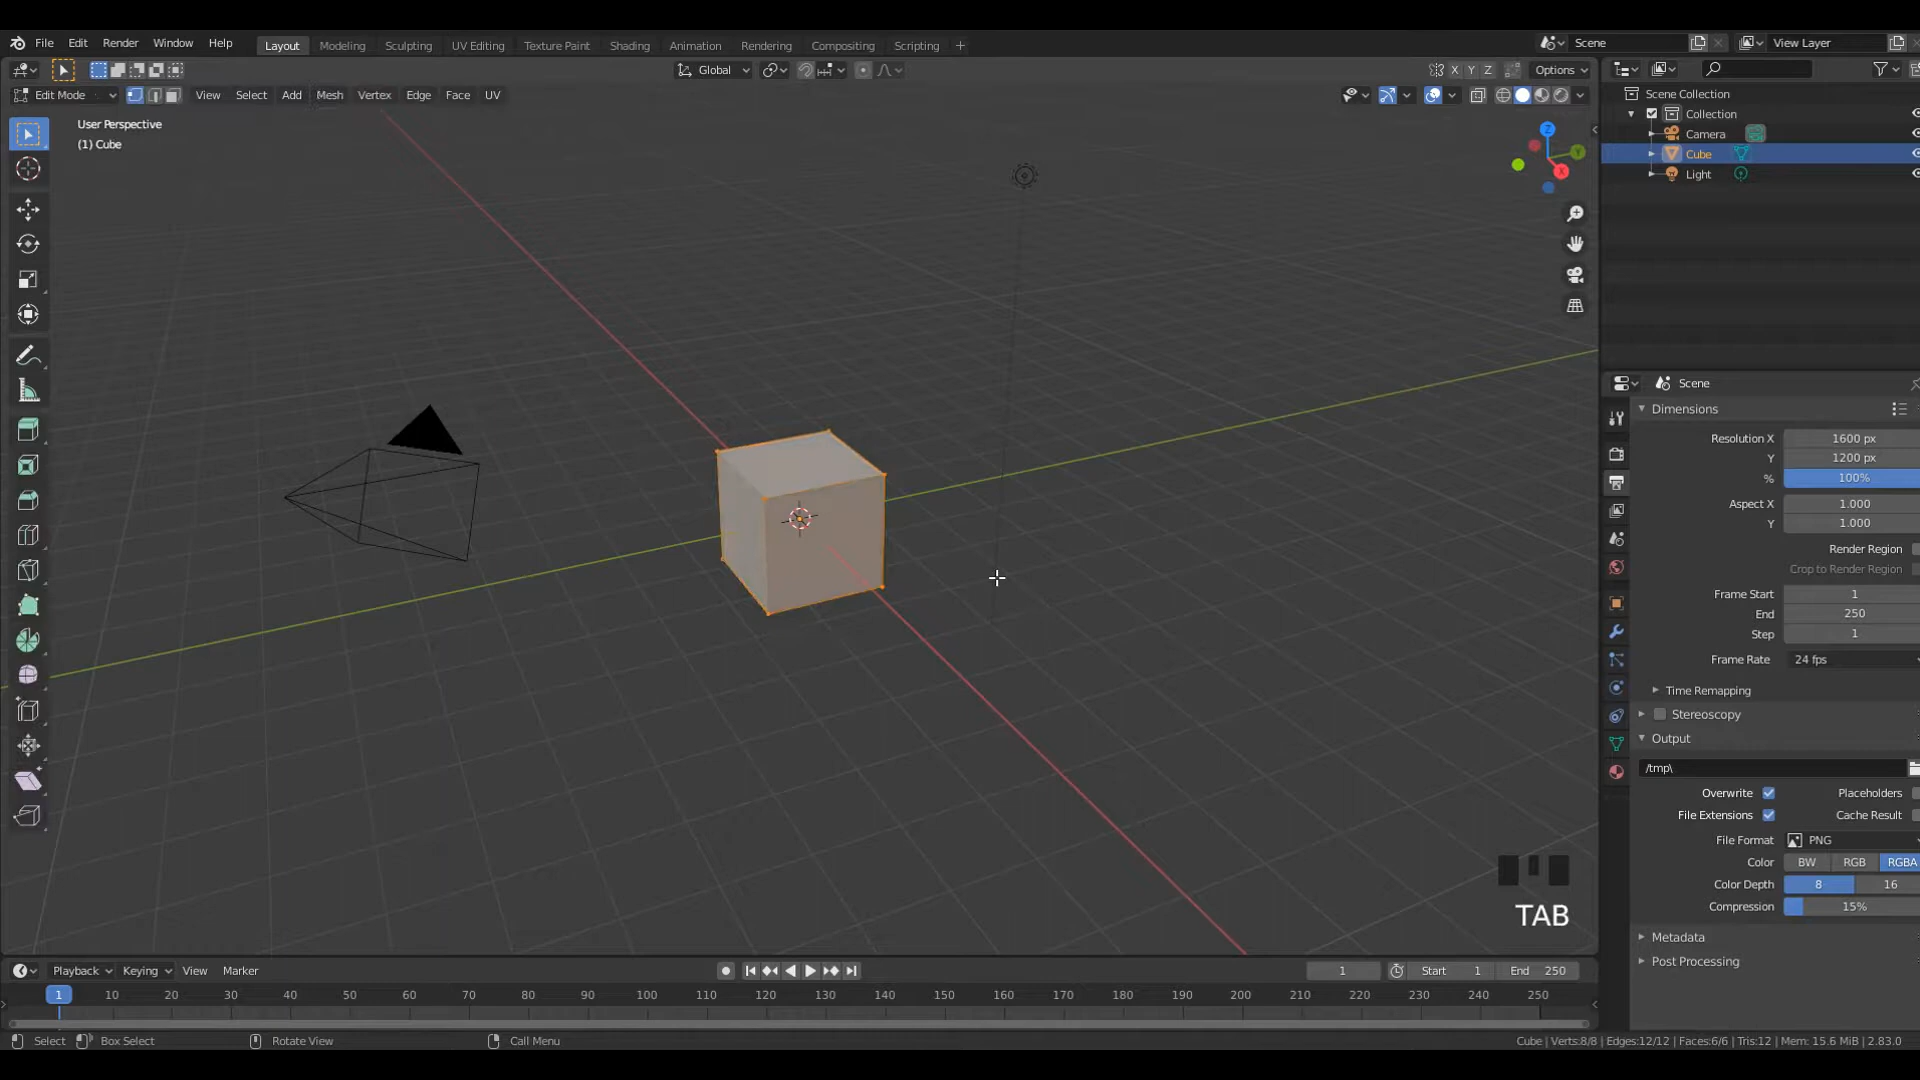 File Edit Render Window Help Layout Modeling Sculpting UV Editing Texture Paint Shading Animation Rendering Compositing Scripting + Scene View Layer
Global X Y Z Options
Edit Mode View Select Add Mesh Vertex Edge Face UV
User Perspective
(1) Cube
Z
Y
X
Scene Collection
Collection
Camera
Cube
Light
Scene
Dimensions
Resolution X 1600 px
Y 1200 px
% 100%
Aspect X 1.000
Y 1.000
Render Region
Crop to Render Region
Frame Start 1
End 250
Step 1
Frame Rate 24 fps
Time Remapping
Stereoscopy
Output
/tmp\
Overwrite Placeholders
File Extensions Cache Result
File Format PNG
Color BW RGB RGBA
Color Depth 8 16
Compression 15%
Metadata
Post Processing
TAB
Playback Keying View Marker 1 Start 1 End 250
1 10 20 30 40 50 60 70 80 90 100 110 120 130 140 150 160 170 180 190 200 210 220 230 240 250
Select Box Select Rotate View Call Menu Cube | Verts:8/8 | Edges:12/12 | Faces:6/6 | Tris:12 | Mem: 15.6 MiB | 2.83.0